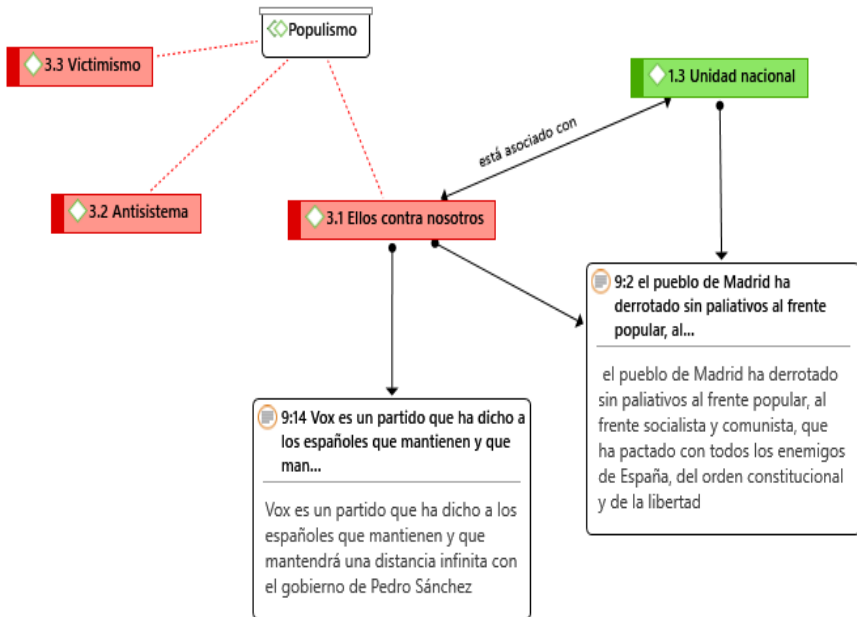 Populismo
3.3 Victimismo
1.3 Unidad nacional
está asociado con
3.2 Antisistema
3.1 Ellos contra nosotros
9:2 el pueblo de Madrid ha
derrotado sin paliativos al frente
popular, al...
el pueblo de Madrid ha derrotado
sin paliativos al frente popular, al
frente socialista y comunista, que
ha pactado con todos los enemigos
de España, del orden constitucional
y de la libertad
9:14 Vox es un partido que ha dicho a
los españoles que mantienen y que
man...
Vox es un partido que ha dicho a los
españoles que mantienen y que
mantendrá una distancia infinita con
el gobierno de Pedro Sánchez